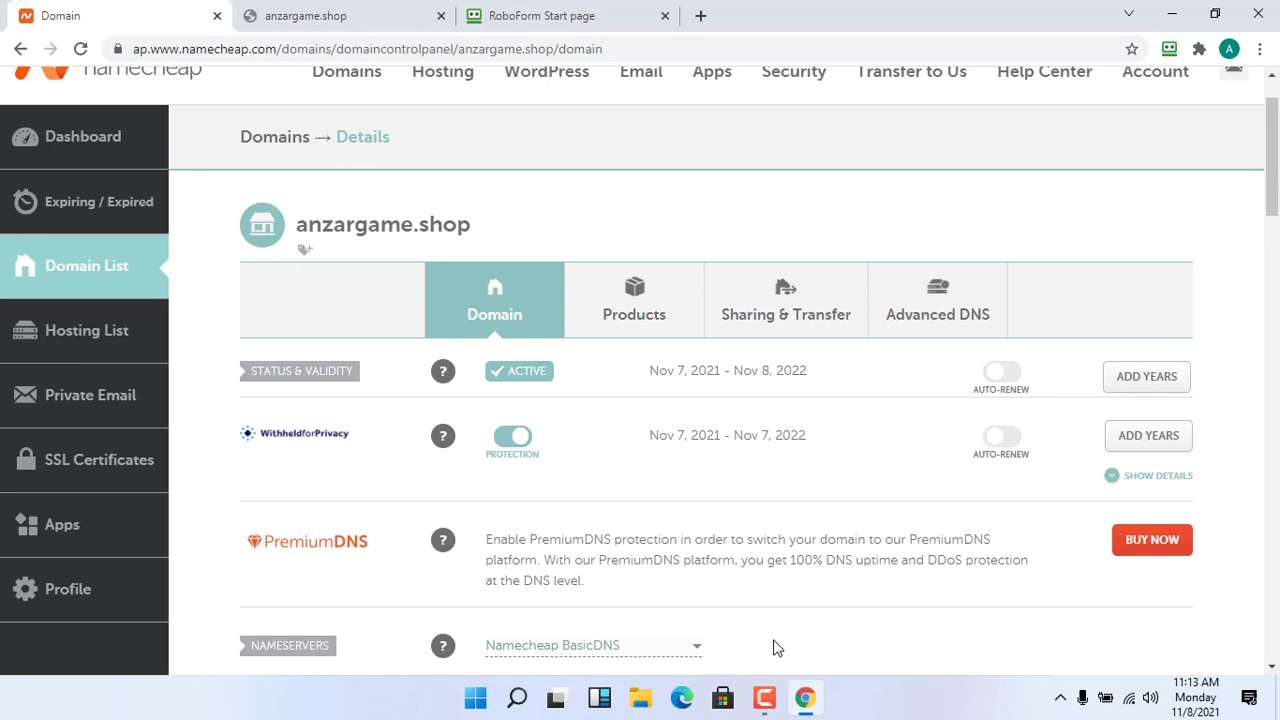 Domain
anzargame.shop
RoboForm Start page
ap.www.namecheap.com/domains/domaincontrolpanel/anzargame.shop/domain
A
namecheap
Domains Hosting WordPress Email Apps Security Transfer to Us Help Center Account
Dashboard
Expiring / Expired
Domain List
Hosting List
Private Email
SSL Certificates
Apps
Profile
Domains → Details
anzargame.shop
Domain
Products
Sharing & Transfer
Advanced DNS
STATUS & VALIDITY ? ACTIVE Nov 7, 2021 - Nov 8, 2022 AUTO-RENEW ADD YEARS
WithheldforPrivacy ? PROTECTION Nov 7, 2021 - Nov 7, 2022 AUTO-RENEW ADD YEARS
SHOW DETAILS
PremiumDNS ? Enable PremiumDNS protection in order to switch your domain to our PremiumDNS
platform. With our PremiumDNS platform, you get 100% DNS uptime and DDoS protection
at the DNS level.
BUY NOW
NAMESERVERS ? Namecheap BasicDNS
11:13 AM
Monday
11/8/2021